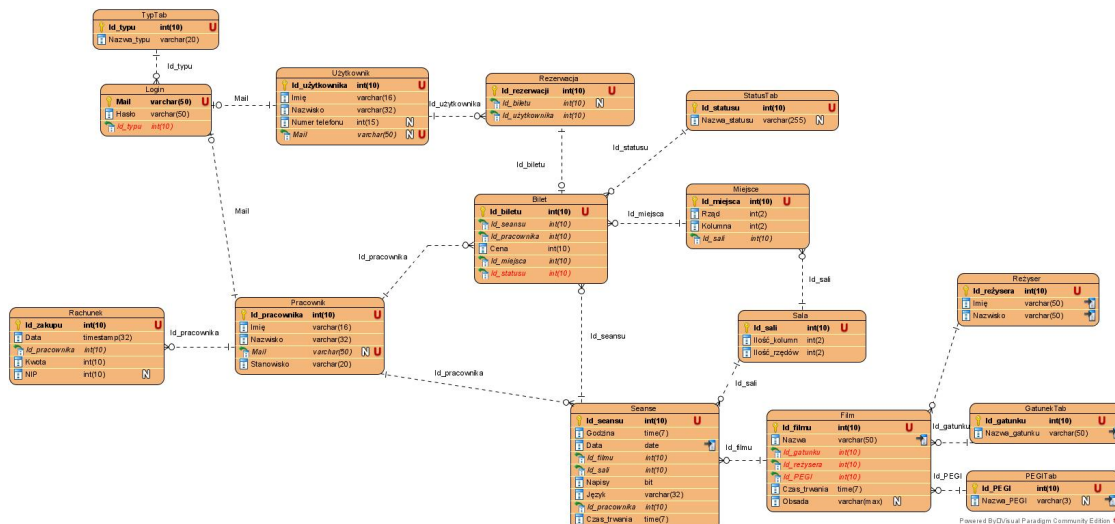 TypTab
Id_typu int(10) U
Nazwa_typu varchar(20)
Id_typu
Login
Mail varchar(50) U
Hasło varchar(50)
Id_typu int(10)
Mail
Użytkownik
Id_użytkownika int(10) U
Imię varchar(16)
Nazwisko varchar(32)
Numer telefonu int(15) N
Mail varchar(50) N U
Id_użytkownika
Rezerwacja
Id_rezerwacji int(10) U
Id_biletu int(10) N
Id_użytkownika int(10)
StatusTab
Id_statusu int(10) U
Nazwa_statusu varchar(255) N
Id_statusu
Id_biletu
Mail
Bilet
Id_biletu int(10) U
Id_seansu int(10)
Id_pracownika int(10)
Cena int(10)
Id_miejsca int(10)
Id_statusu int(10)
Id_miejsca
Miejsce
Id_miejsca int(10) U
Rząd int(2)
Kolumna int(2)
Id_sali int(10)
Id_pracownika
Id_sali
Reżyser
Id_reżysera int(10) U
Imię varchar(50)
Nazwisko varchar(50)
Rachunek
Id_zakupu int(10) U
Data timestamp(32)
Id_pracownika int(10)
Kwota int(10)
NIP int(10) N
Id_pracownika
Pracownik
Id_pracownika int(10) U
Imię varchar(16)
Nazwisko varchar(32)
Mail varchar(50) N U
Stanowisko varchar(20)
Id_seansu
Sala
Id_sali int(10) U
Ilość_kolumn int(2)
Ilość_rzędów int(2)
Id_pracownika
Id_sali
Id_reżysera
Seanse
Id_seansu int(10) U
Godzina time(7)
Data date
Id_filmu int(10)
Id_sali int(10)
Napisy bit
Język varchar(32)
Id_pracownika int(10)
Czas_trwania time(7)
Id_filmu
Film
Id_filmu int(10) U
Nazwa varchar(50)
Id_gatunku int(10)
Id_reżysera int(10)
Id_PEGI int(10)
Czas_trwania time(7)
Obsada varchar(max) N
Id_gatunku
GatunekTab
Id_gatunku int(10) U
Nazwa_gatunku varchar(50)
Id_PEGI
PEGITab
Id_PEGI int(10) U
Nazwa_PEGI varchar(3) N
Powered By Visual Paradigm Community Edition